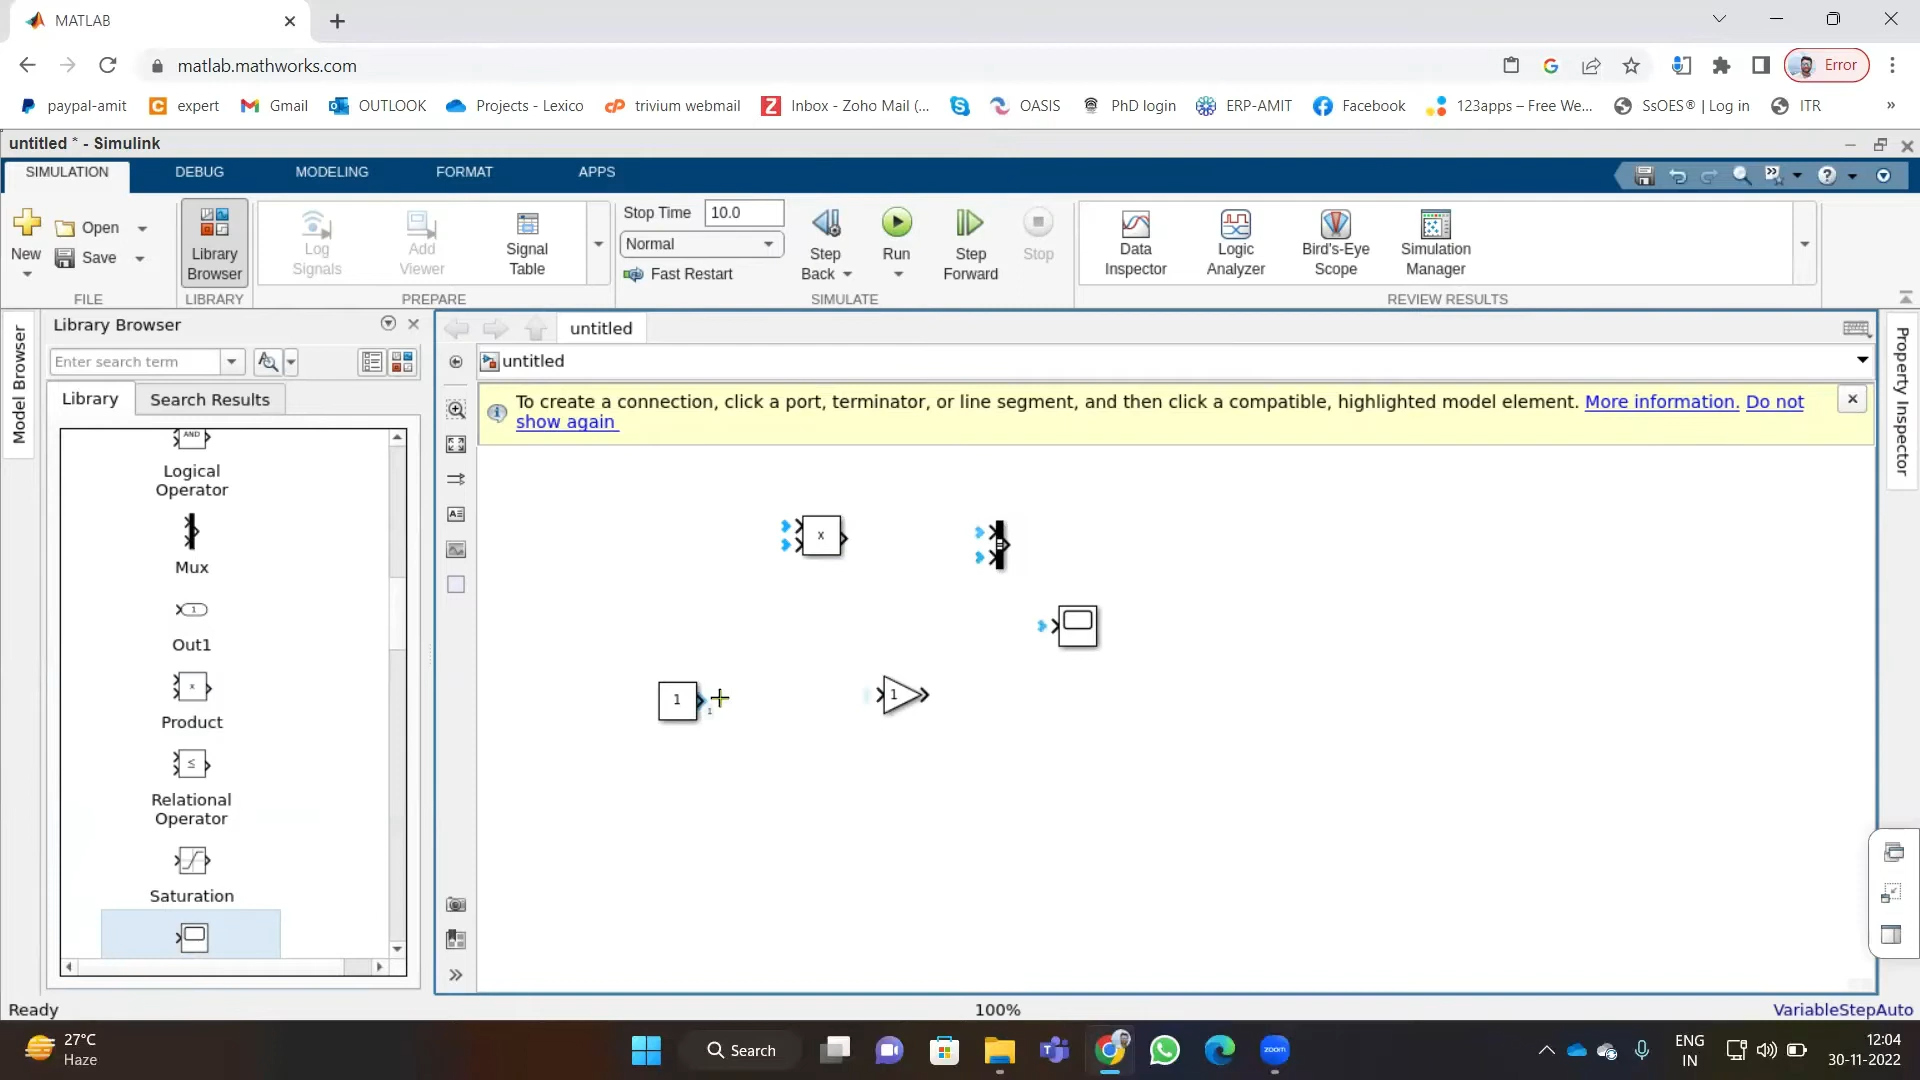 MATLAB
matlab.mathworks.com
Error
paypal-amit
expert
Gmail
OUTLOOK
Projects - Lexico
trivium webmail
Inbox - Zoho Mail (...
OASIS
PhD login
ERP-AMIT
Facebook
123apps – Free We...
SsOES® | Log in
ITR
»
untitled * - Simulink
SIMULATION
DEBUG
MODELING
FORMAT
APPS
New
Open
Save
FILE
Library
Browser
LIBRARY
Log
Signals
Add
Viewer
Signal
Table
PREPARE
Stop Time
10.0
Normal
Fast Restart
Step
Back
Run
Step
Forward
Stop
SIMULATE
Data
Inspector
Logic
Analyzer
Bird's-Eye
Scope
Simulation
Manager
REVIEW RESULTS
Model Browser
Library Browser
Enter search term
Library
Search Results
AND
Logical
Operator
Mux
1
Out1
x
Product
≤
Relational
Operator
Saturation
untitled
untitled
To create a connection, click a port, terminator, or line segment, and then click a compatible, highlighted model element. More information. Do not
show again
x
1
1
1
Property Inspector
Ready
100%
VariableStepAuto
27°C
Haze
Search
zoom
ENG
IN
12:04
30-11-2022